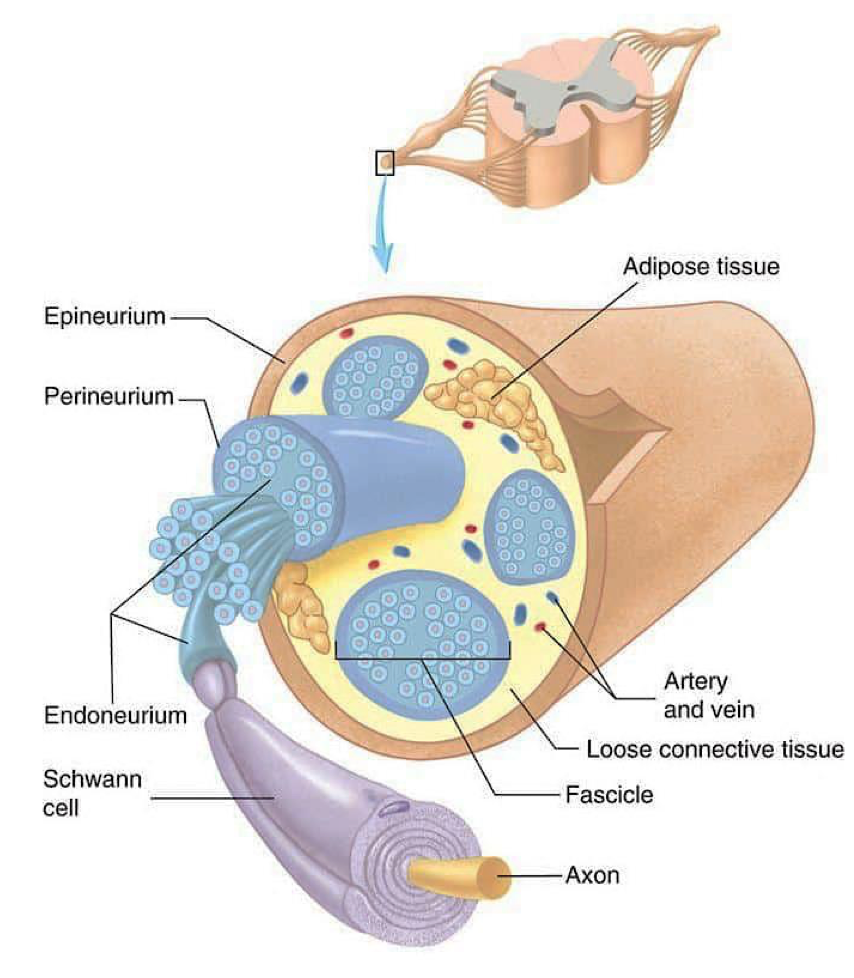 Adipose tissue
Epineurium
Perineurium
Endoneurium
Artery
and vein
Loose connective tissue
Schwann
cell
Fascicle
Axon